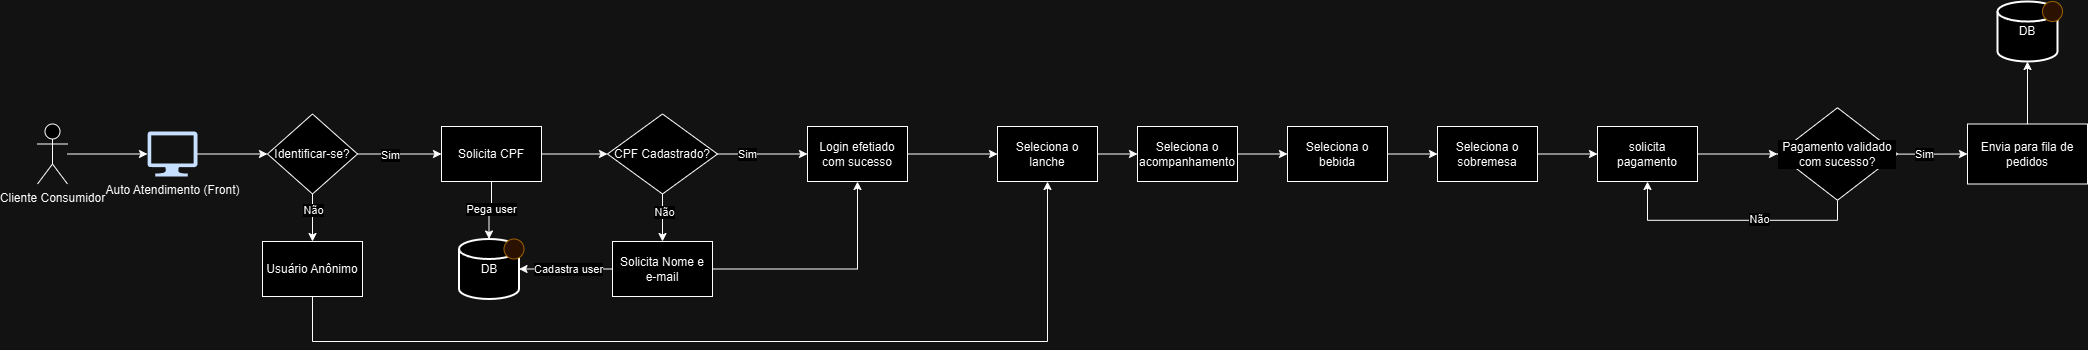 Cliente Consumidor
Auto Atendimento (Front)
Identificar-se?
Sim
Não
Usuário Anônimo
Solicita CPF
Pega user
DB
CPF Cadastrado?
Sim
Não
Solicita Nome e
e-mail
Cadastra user
Login efetiado
com sucesso
Seleciona o
lanche
Seleciona o
acompanhamento
Seleciona o
bebida
Seleciona o
sobremesa
solicita
pagamento
Pagamento validado
com sucesso?
Não
Sim
Envia para fila de
pedidos
DB